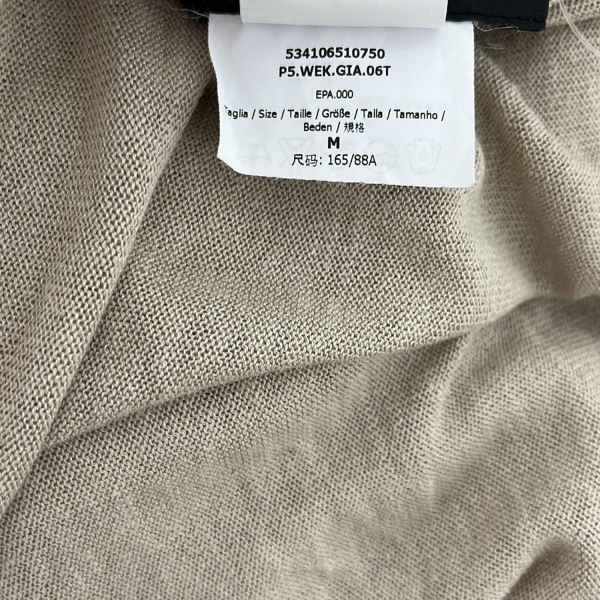 534106510750
P5.WEK.GIA.06T
EPA.000
Taglia / Size / Taille / Größe / Talla / Tamanho /
Beden / 規格
M
尺码: 165/88A